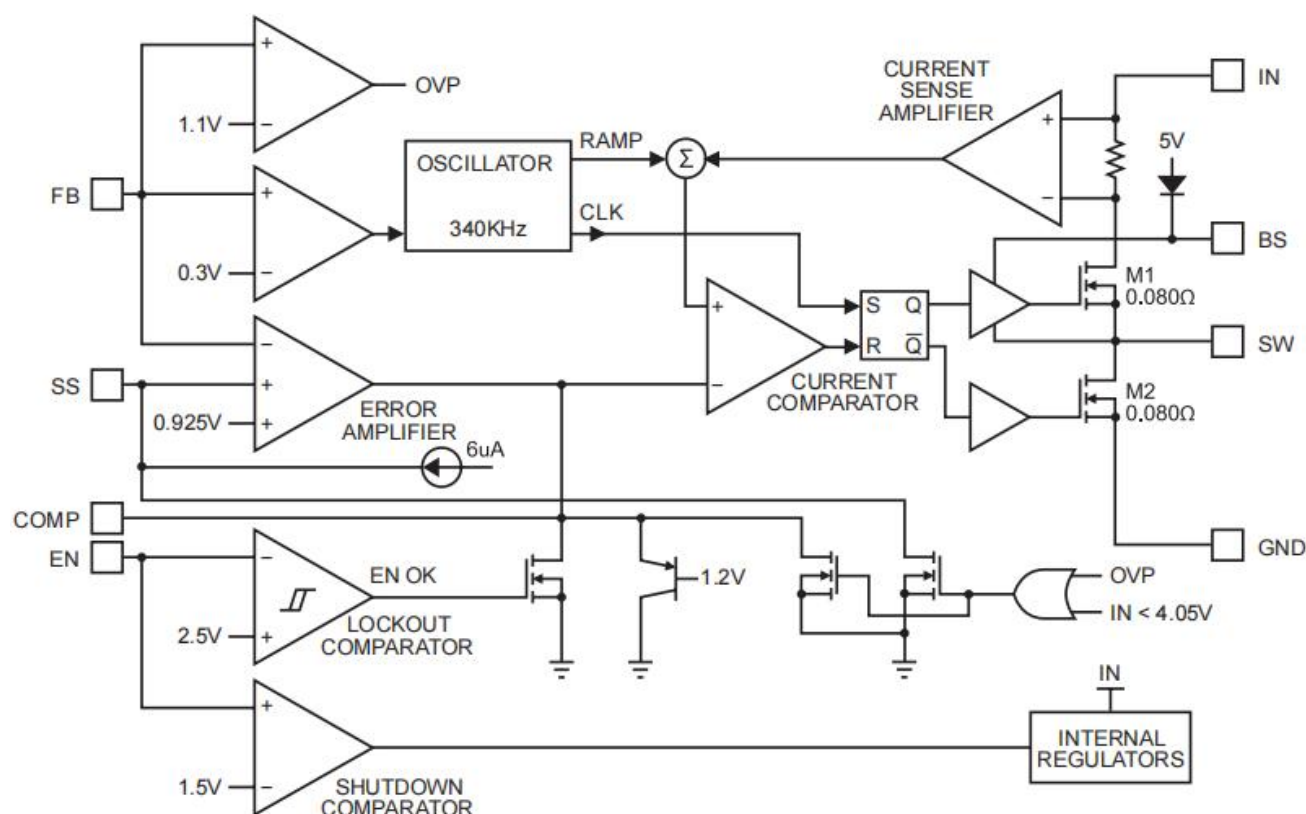 +
OVP
1.1V
−
CURRENT
SENSE
AMPLIFIER
IN
+
−
5V
RAMP
Σ
OSCILLATOR
340KHz
CLK
FB
+
0.3V
−
BS
M1
0.080Ω
+
−
S
Q
R
Q̅
SW
CURRENT
COMPARATOR
M2
0.080Ω
SS
−
+
0.925V
+
ERROR
AMPLIFIER
6uA
COMP
EN
−
EN OK
2.5V
+
LOCKOUT
COMPARATOR
1.2V
GND
OVP
IN < 4.05V
+
1.5V
−
SHUTDOWN
COMPARATOR
IN
INTERNAL
REGULATORS